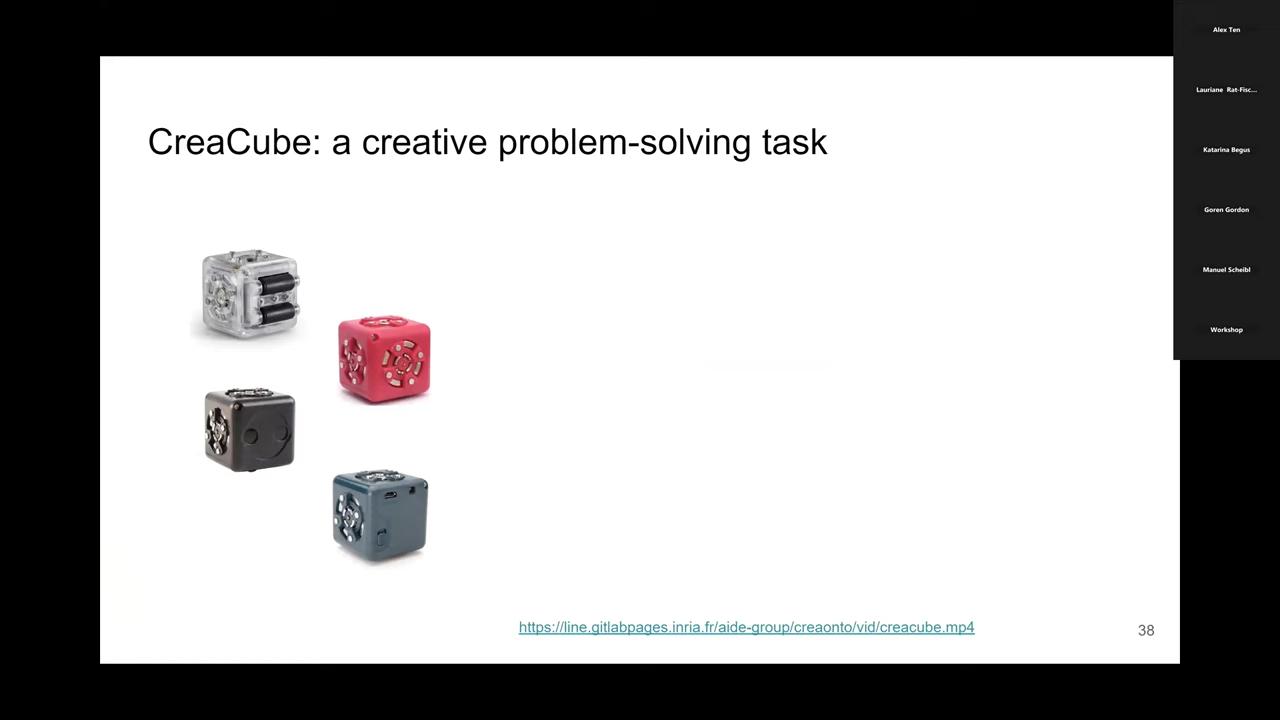 CreaCube: a creative problem-solving task
https://line.gitlabpages.inria.fr/aide-group/creaonto/vid/creacube.mp4
38
Alex Ten
Lauriane Rat-Fisc...
Katarina Begus
Goren Gordon
Manuel Scheibl
Workshop